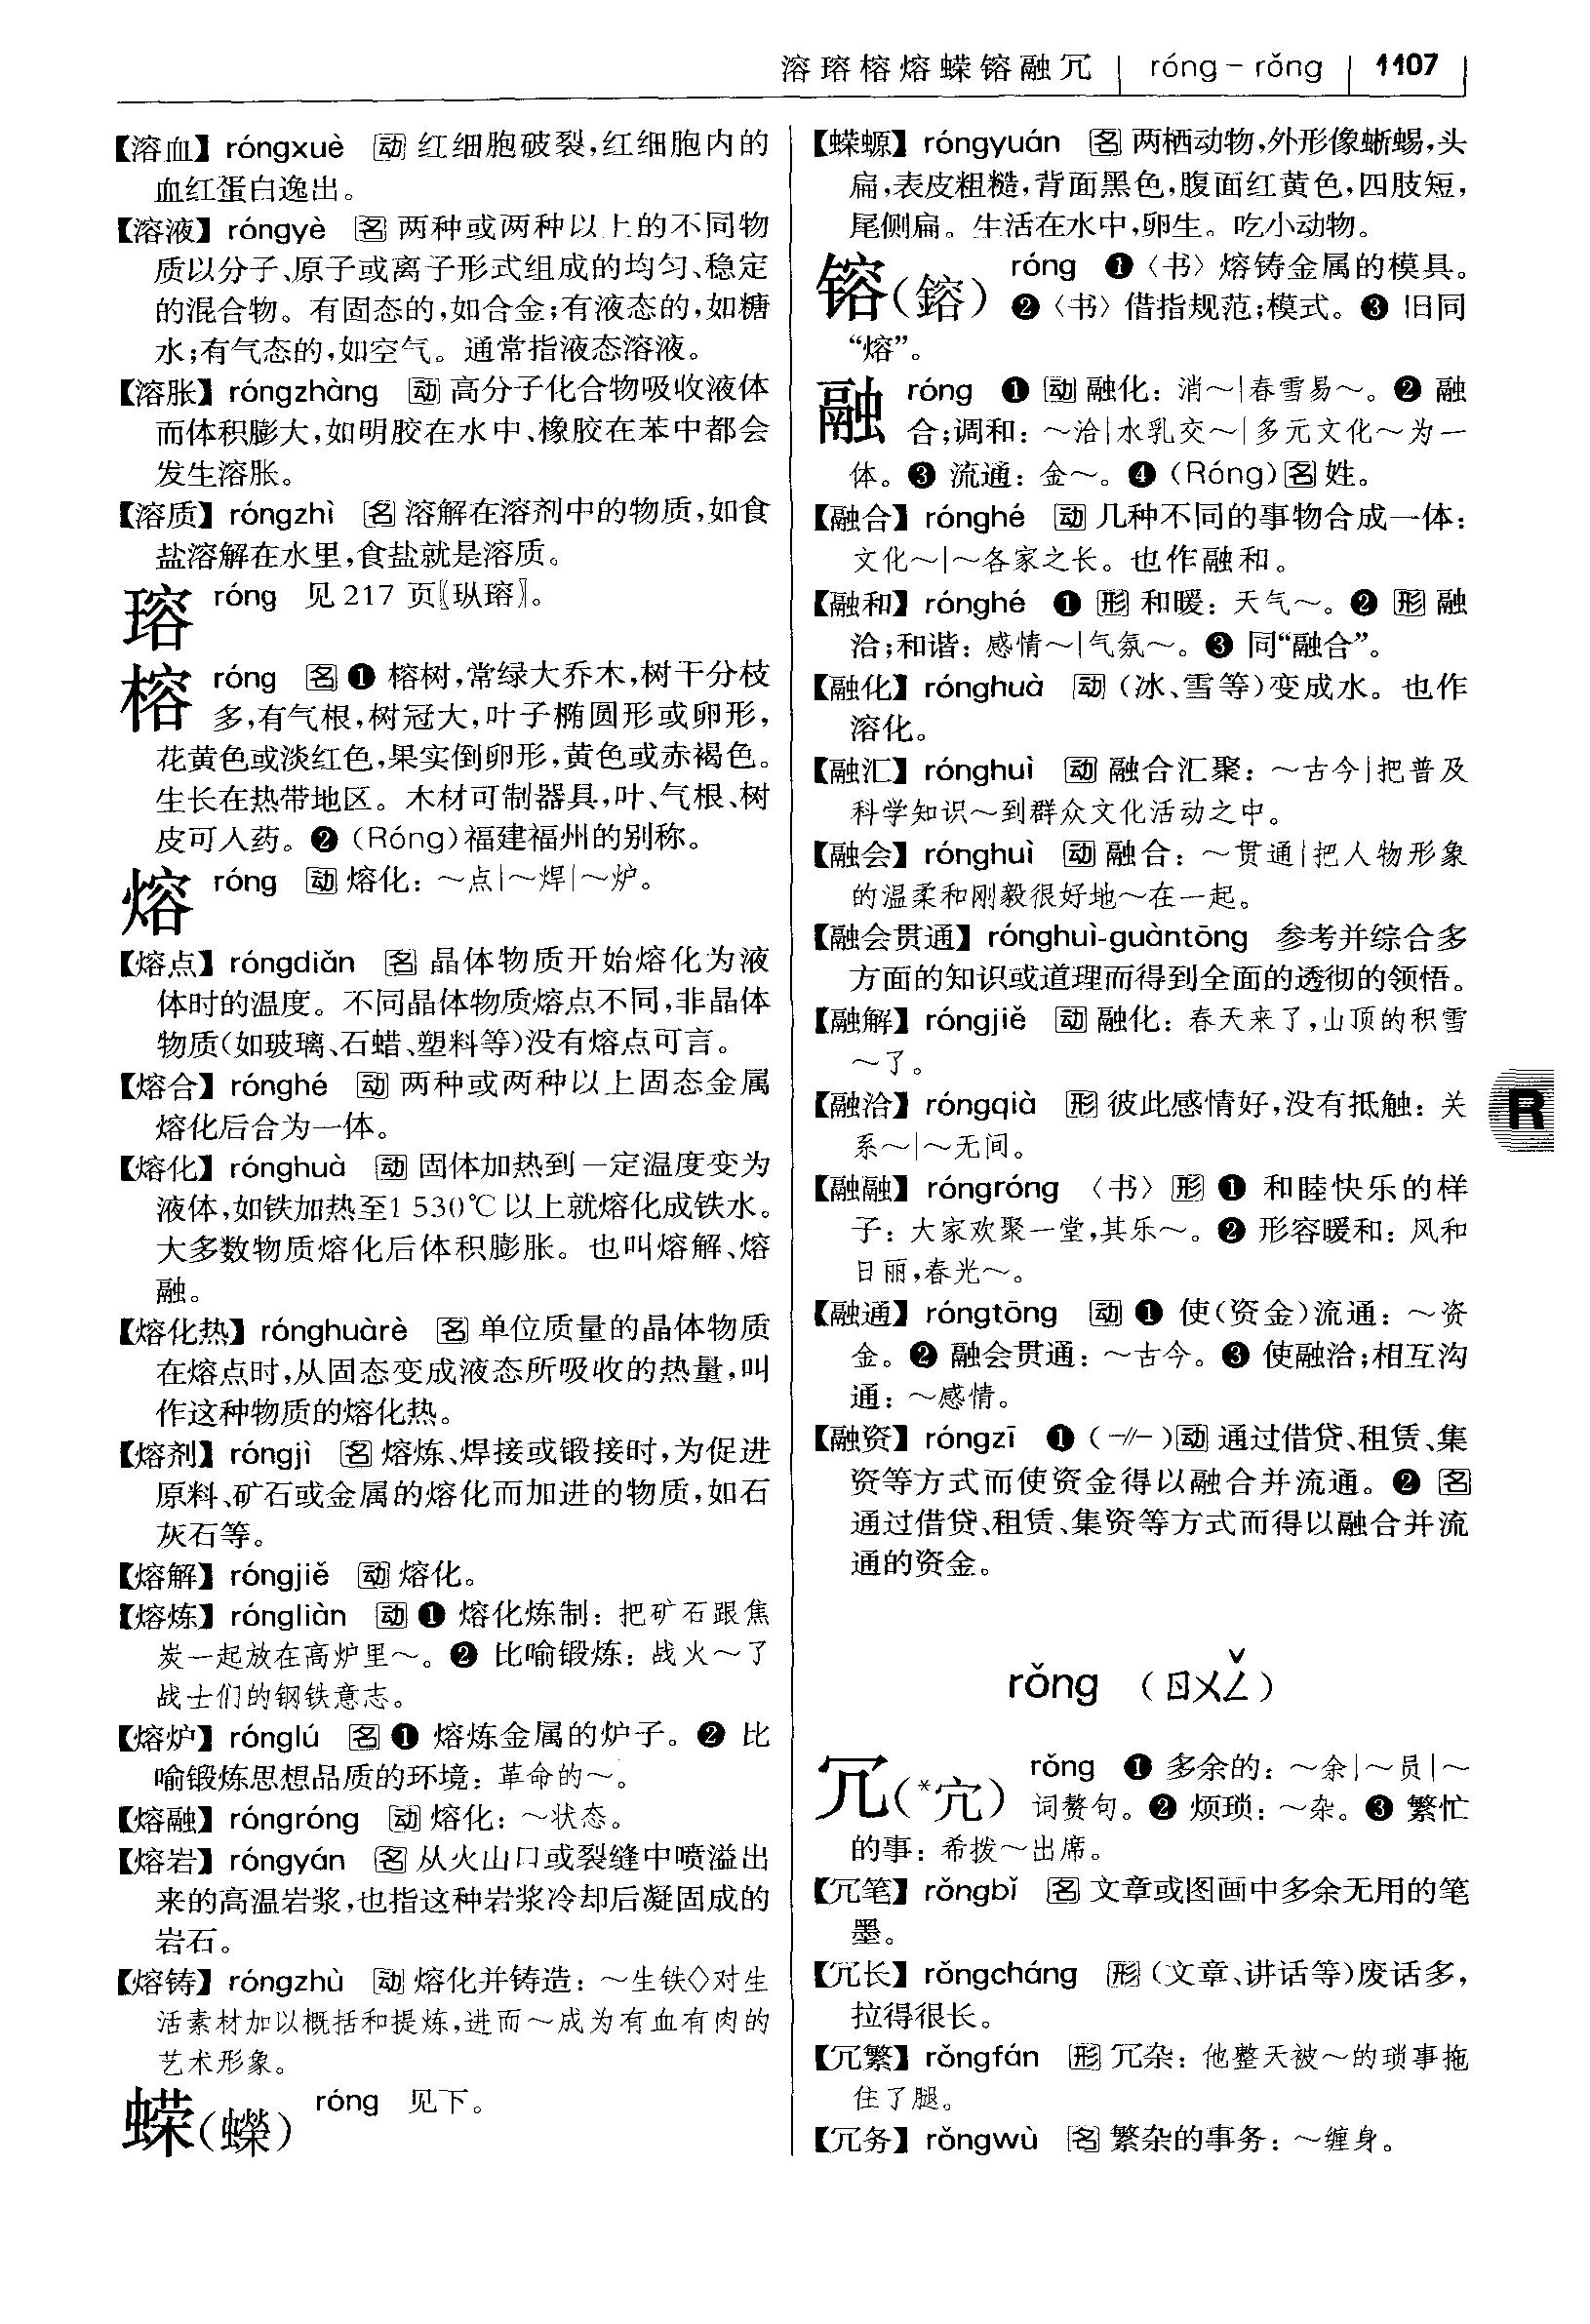 溶瑢榕熔蝾镕融冗 róng－rǒng 1107
【溶血】róngxuè 动 红细胞破裂,红细胞内的
血红蛋白逸出。
【溶液】róngyè 名 两种或两种以上的不同物
质以分子、原子或离子形式组成的均匀、稳定
的混合物。有固态的,如合金;有液态的,如糖
水;有气态的,如空气。通常指液态溶液。
【溶胀】róngzhàng 动 高分子化合物吸收液体
而体积膨大,如明胶在水中、橡胶在苯中都会
发生溶胀。
【溶质】róngzhì 名 溶解在溶剂中的物质,如食
盐溶解在水里,食盐就是溶质。
瑢 róng 见 217 页〖玜瑢〗。
榕 róng 名 ❶ 榕树,常绿大乔木,树干分枝
多,有气根,树冠大,叶子椭圆形或卵形,
花黄色或淡红色,果实倒卵形,黄色或赤褐色。
生长在热带地区。木材可制器具,叶、气根、树
皮可入药。❷（Róng）福建福州的别称。
熔 róng 动 熔化：～点|～焊|～炉。
【熔点】róngdiǎn 名 晶体物质开始熔化为液
体时的温度。不同晶体物质熔点不同,非晶体
物质(如玻璃、石蜡、塑料等)没有熔点可言。
【熔合】rónghé 动 两种或两种以上固态金属
熔化后合为一体。
【熔化】rónghuà 动 固体加热到一定温度变为
液体,如铁加热至1 530℃以上就熔化成铁水。
大多数物质熔化后体积膨胀。也叫熔解、熔
融。
【熔化热】rónghuàrè 名 单位质量的晶体物质
在熔点时,从固态变成液态所吸收的热量,叫
作这种物质的熔化热。
【熔剂】róngjì 名 熔炼、焊接或锻接时,为促进
原料、矿石或金属的熔化而加进的物质,如石
灰石等。
【熔解】róngjiě 动 熔化。
【熔炼】róngliàn 动 ❶ 熔化炼制：把矿石跟焦
炭一起放在高炉里～。❷ 比喻锻炼：战火～了
战士们的钢铁意志。
【熔炉】rónglú 名 ❶ 熔炼金属的炉子。❷ 比
喻锻炼思想品质的环境：革命的～。
【熔融】róngróng 动 熔化：～状态。
【熔岩】róngyán 名 从火山口或裂缝中喷溢出
来的高温岩浆,也指这种岩浆冷却后凝固成的
岩石。
【熔铸】róngzhù 动 熔化并铸造：～生铁◇对生
活素材加以概括和提炼,进而～成为有血有肉的
艺术形象。
蝾(蠑) róng 见下。
【蝾螈】róngyuán 名 两栖动物,外形像蜥蜴,头
扁,表皮粗糙,背面黑色,腹面红黄色,四肢短,
尾侧扁。生活在水中,卵生。吃小动物。
镕(鎔) róng ❶〈书〉熔铸金属的模具。
❷〈书〉借指规范;模式。❸ 旧同
“熔”。
融 róng ❶ 动 融化：消～|春雪易～。❷ 融
合;调和：～洽|水乳交～|多元文化～为一
体。❸ 流通：金～。❹（Róng）名 姓。
【融合】rónghé 动 几种不同的事物合成一体：
文化～|～各家之长。也作融和。
【融和】rónghé ❶ 形 和暖：天气～。❷ 形 融
洽;和谐：感情～|气氛～。❸ 同“融合”。
【融化】rónghuà 动（冰、雪等）变成水。也作
溶化。
【融汇】rónghuì 动 融合汇聚：～古今|把普及
科学知识～到群众文化活动之中。
【融会】rónghuì 动 融合：～贯通|把人物形象
的温柔和刚毅很好地～在一起。
【融会贯通】rónghuì-guàntōng 参考并综合多
方面的知识或道理而得到全面的透彻的领悟。
【融解】róngjiě 动 融化：春天来了,山顶的积雪
～了。
【融洽】róngqià 形 彼此感情好,没有抵触：关
系～|～无间。
R
【融融】róngróng〈书〉形 ❶ 和睦快乐的样
子：大家欢聚一堂,其乐～。❷ 形容暖和：风和
日丽,春光～。
【融通】róngtōng 动 ❶ 使(资金)流通：～资
金。❷ 融会贯通：～古今。❸ 使融洽;相互沟
通：～感情。
【融资】róngzī ❶（-//-）动 通过借贷、租赁、集
资等方式而使资金得以融合并流通。❷ 名
通过借贷、租赁、集资等方式而得以融合并流
通的资金。
rǒng （ㄖㄨㄥˇ）
冗(*宂) rǒng ❶ 多余的：～余|～员|～
词赘句。❷ 烦琐：～杂。❸ 繁忙
的事：希拨～出席。
【冗笔】rǒngbǐ 名 文章或图画中多余无用的笔
墨。
【冗长】rǒngcháng 形（文章、讲话等）废话多,
拉得很长。
【冗繁】rǒngfán 形 冗杂：他整天被～的琐事拖
住了腿。
【冗务】rǒngwù 名 繁杂的事务：～缠身。